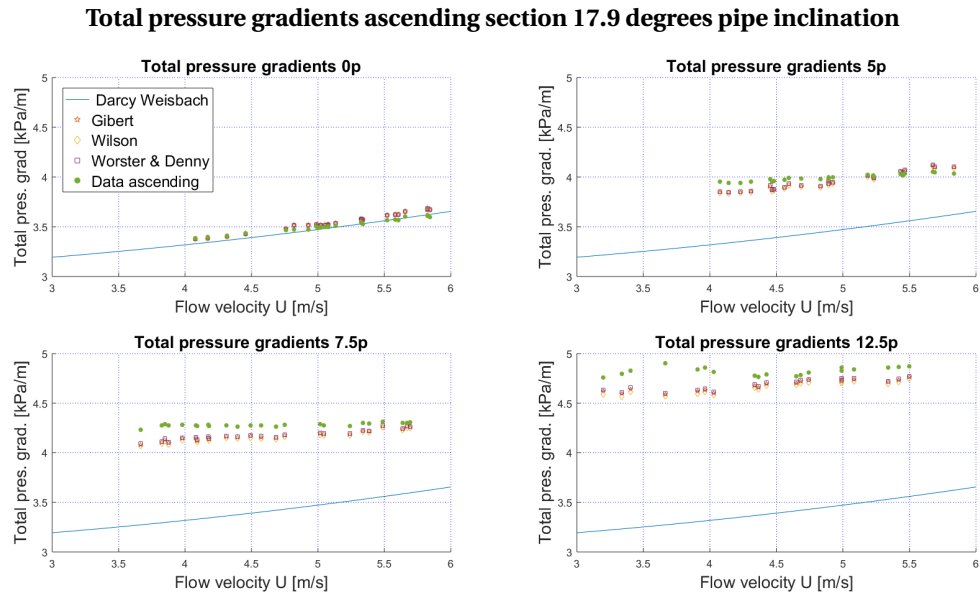 Total pressure gradients ascending section 17.9 degrees pipe inclination
Total pressure gradients 0p
5
4.5
4
3.5
3
Total pres. grad [kPa/m]
Darcy Weisbach
Gibert
Wilson
Worster & Denny
Data ascending
3 3.5 4 4.5 5 5.5 6
Flow velocity U [m/s]
Total pressure gradients 5p
5
4.5
4
3.5
3
Total pres. grad. [kPa/m]
3 3.5 4 4.5 5 5.5 6
Flow velocity U [m/s]
Total pressure gradients 7.5p
5
4.5
4
3.5
3
Total pres. grad. [kPa/m]
3 3.5 4 4.5 5 5.5 6
Flow velocity U [m/s]
Total pressure gradients 12.5p
5
4.5
4
3.5
3
Total pres. grad. [kPa/m]
3 3.5 4 4.5 5 5.5 6
Flow velocity U [m/s]